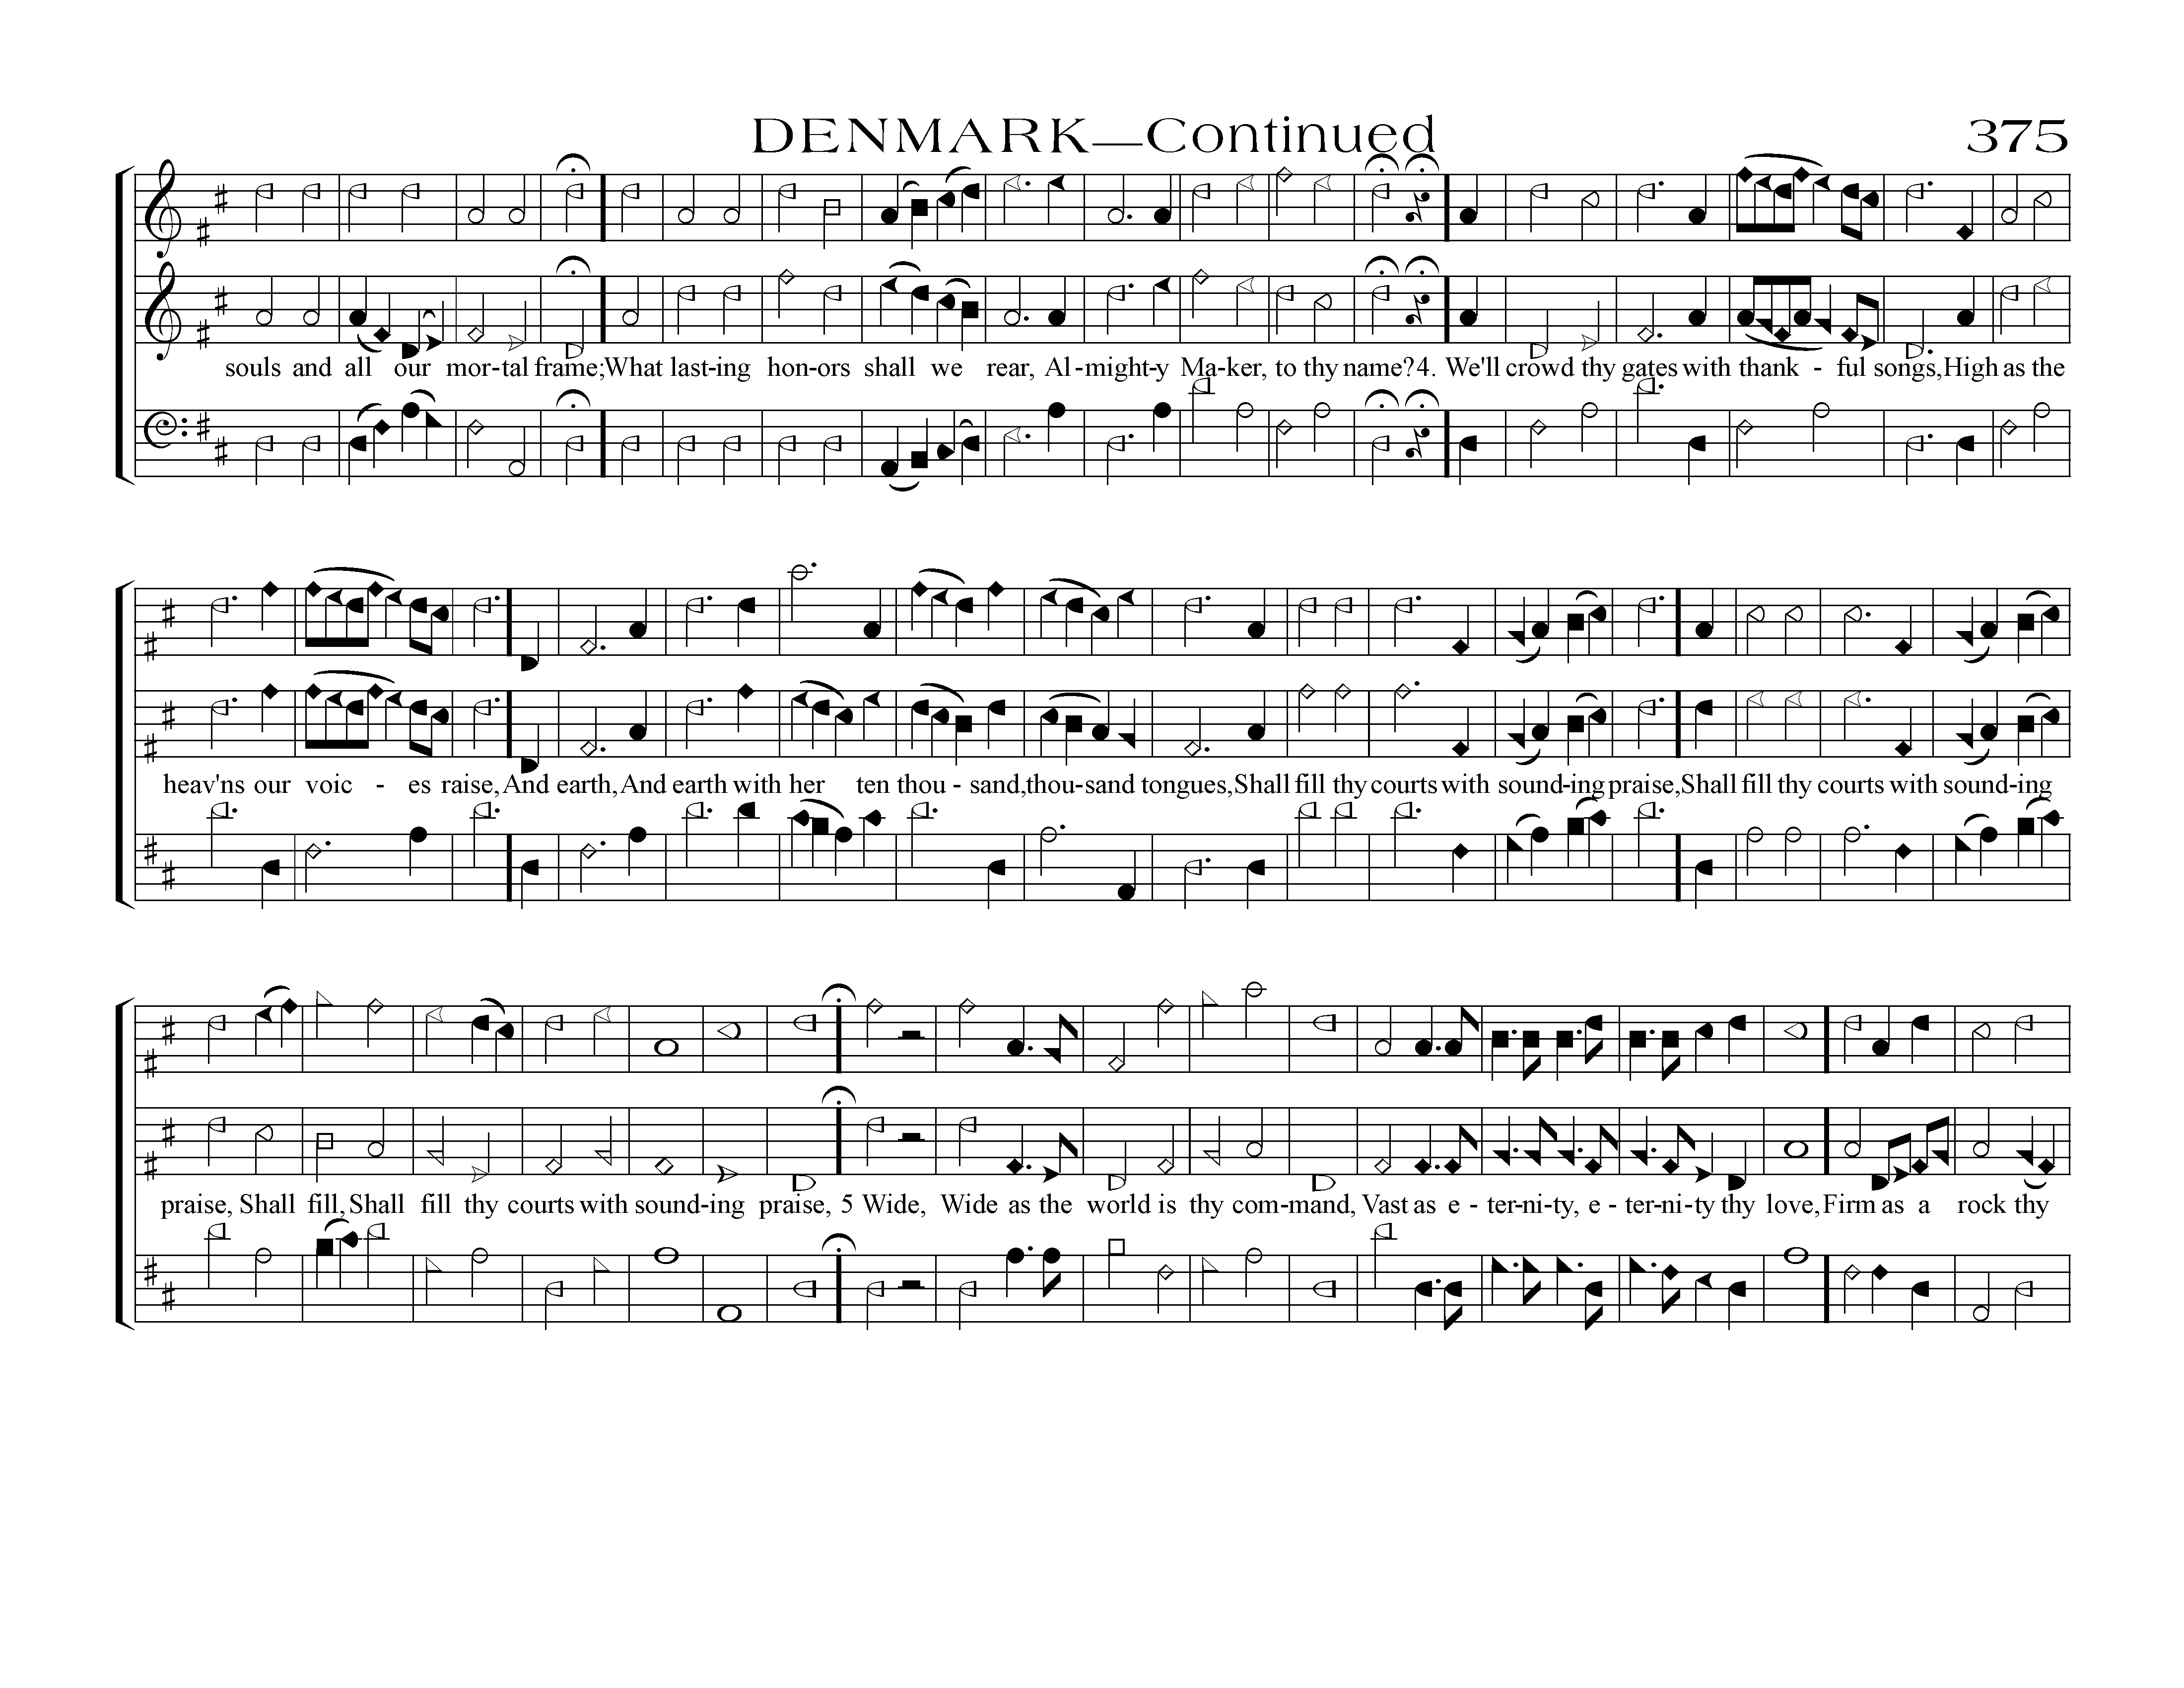 DENMARK—Continued 375
souls and all our mor-tal frame; What last-ing hon-ors shall we rear, Al-might-y Ma-ker, to thy name? 4. We'll crowd thy gates with thank - ful songs, High as the
heav'ns our voic - es raise, And earth, And earth with her ten thou - sand, thou-sand tongues, Shall fill thy courts with sound-ing praise, Shall fill thy courts with sound-ing
praise, Shall fill, Shall fill thy courts with sound-ing praise, 5 Wide, Wide as the world is thy com-mand, Vast as e - ter-ni-ty, e - ter-ni-ty thy love, Firm as a rock thy